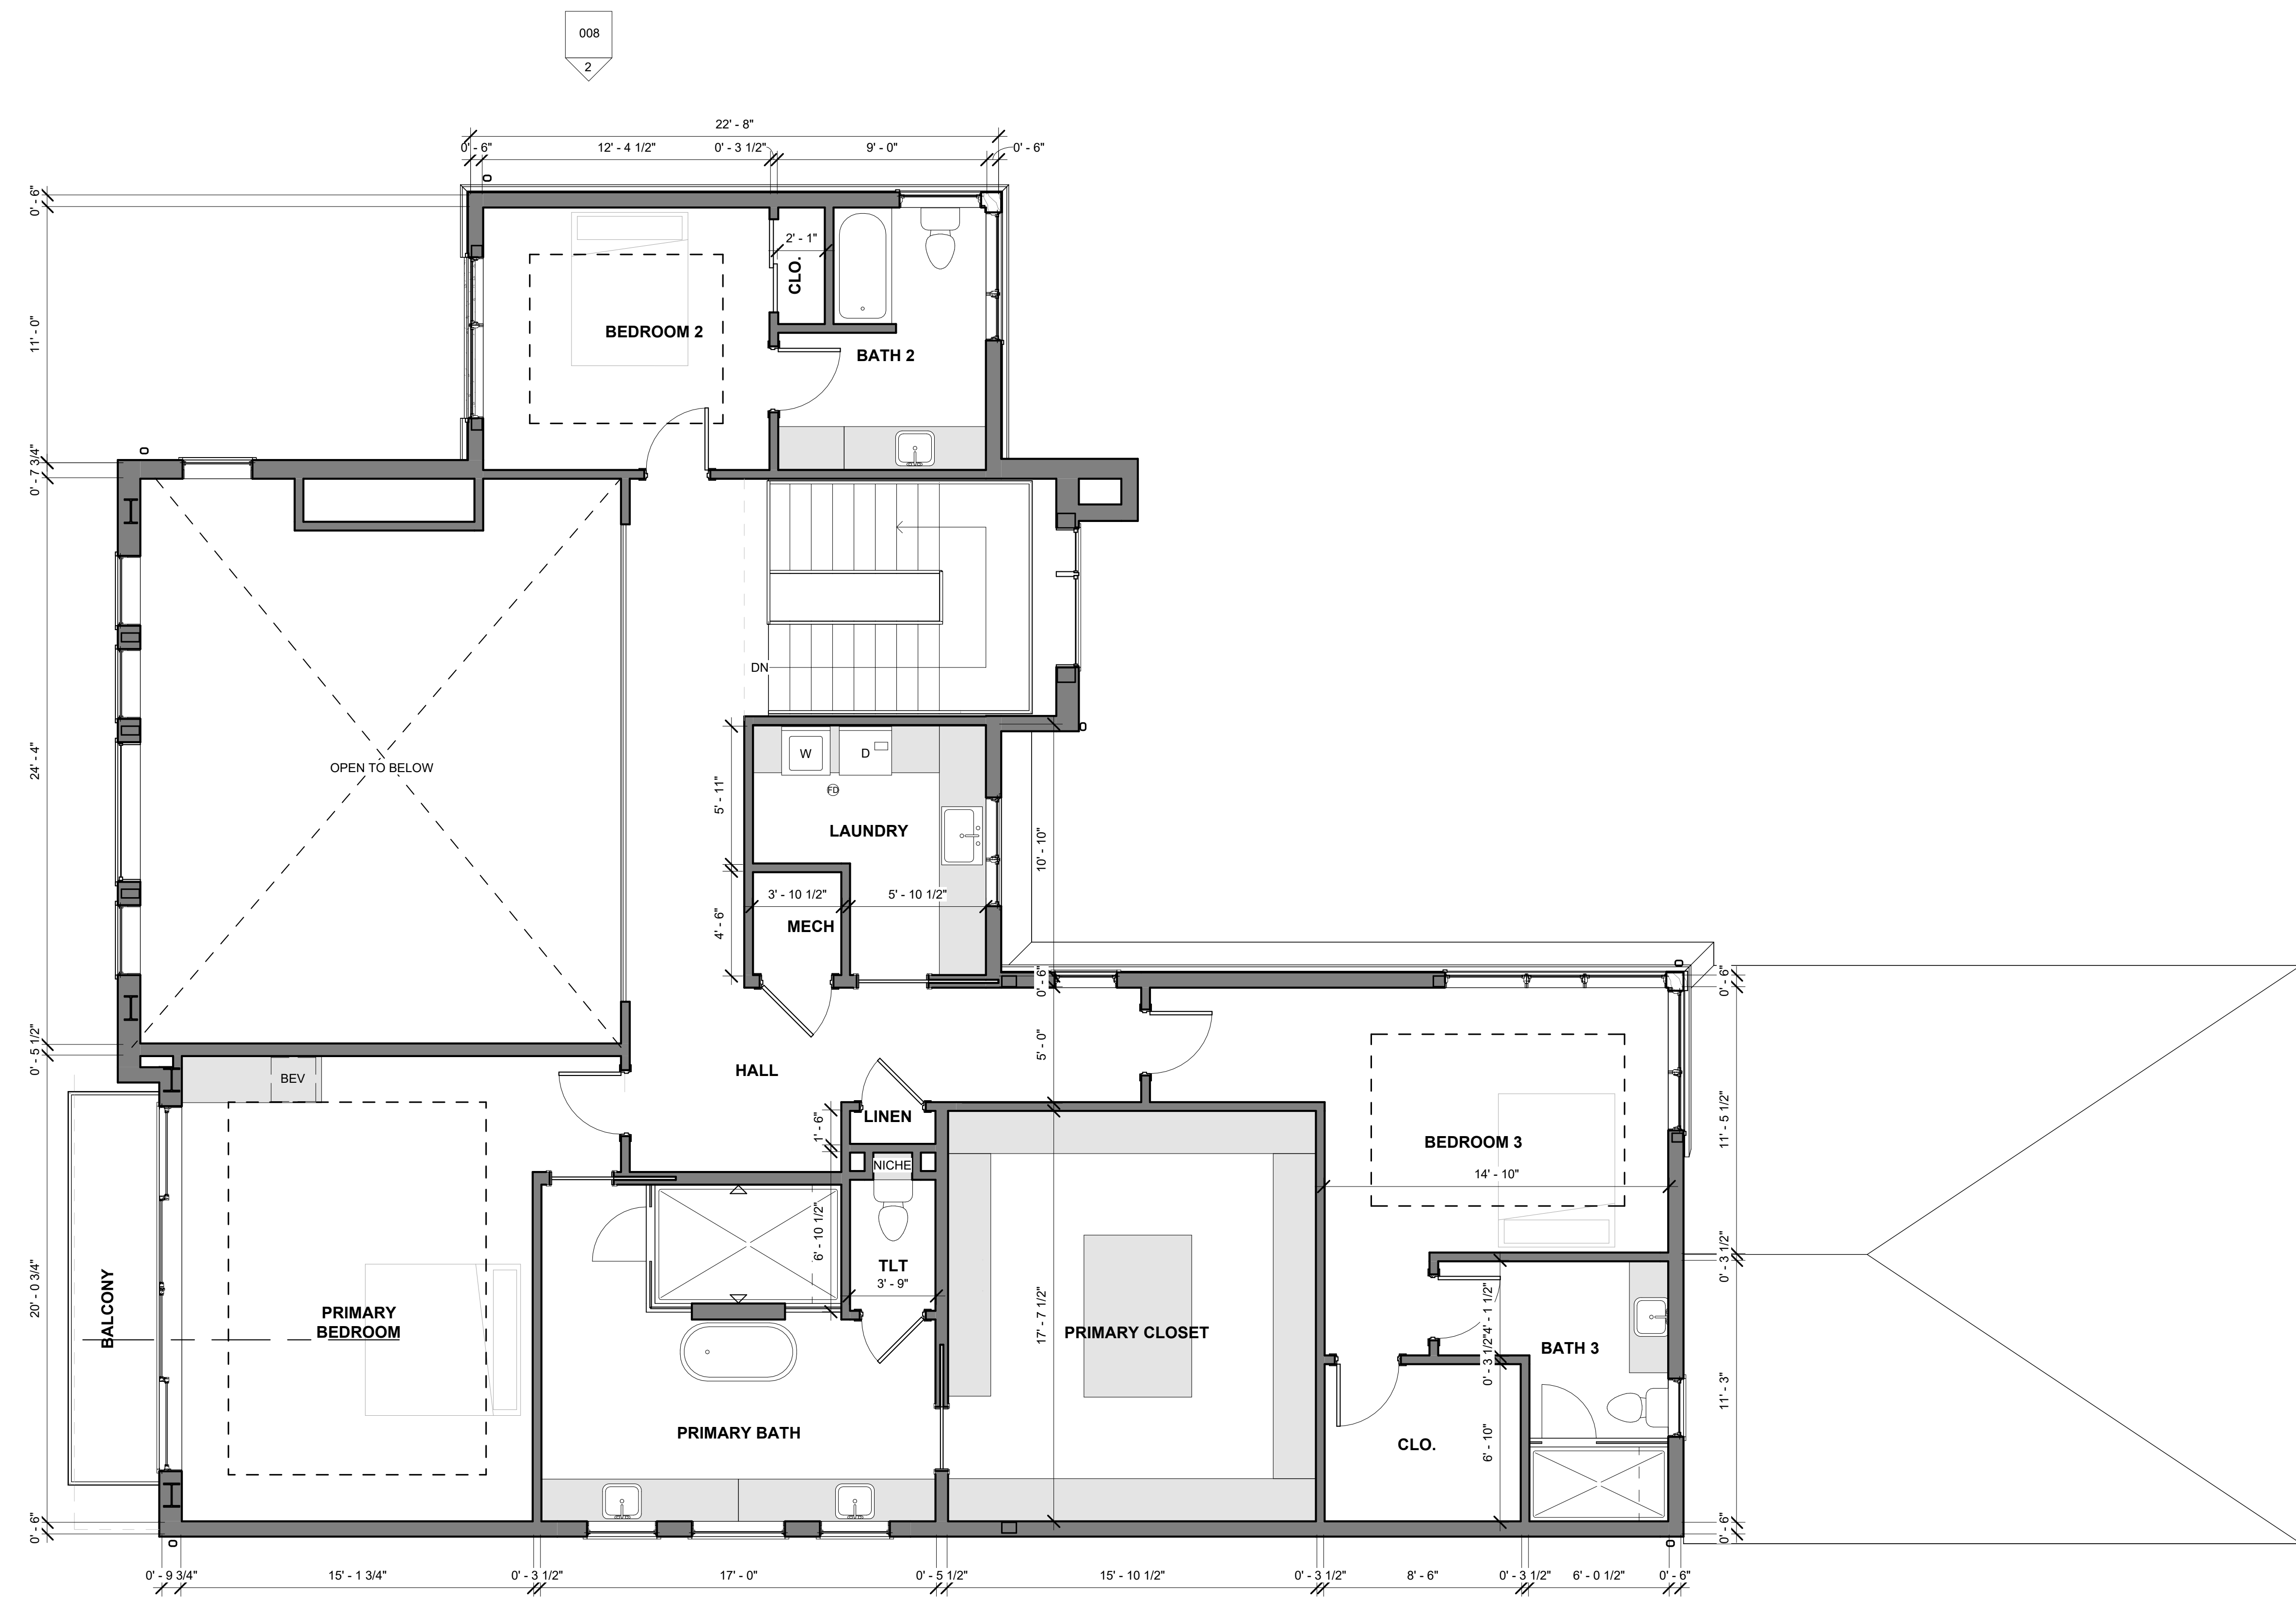 008
2
22' - 8"
0' - 6"
12' - 4 1/2"
0' - 3 1/2"
9' - 0"
0' - 6"
0' - 6"
11' - 0"
0' - 7 3/4"
24' - 4"
0' - 5 1/2"
20' - 0 3/4"
0' - 6"
2' - 1"
CLO.
BEDROOM 2
BATH 2
DN
OPEN TO BELOW
W
D
FD
5' - 11"
LAUNDRY
10' - 10"
3' - 10 1/2"
5' - 10 1/2"
4' - 6"
MECH
0' - 6"
0' - 6"
5' - 0"
HALL
BEV
LINEN
1' - 6"
NICHE
BEDROOM 3
14' - 10"
11' - 5 1/2"
6' - 10 1/2"
TLT
3' - 9"
0' - 3 1/2"
BALCONY
PRIMARY
BEDROOM
17' - 7 1/2"
PRIMARY CLOSET
4' - 1 1/2"
0' - 3 1/2"
BATH 3
11' - 3"
PRIMARY BATH
CLO.
6' - 10"
0' - 6"
0' - 9 3/4"
15' - 1 3/4"
0' - 3 1/2"
17' - 0"
0' - 5 1/2"
15' - 10 1/2"
0' - 3 1/2"
8' - 6"
0' - 3 1/2"
6' - 0 1/2"
0' - 6"